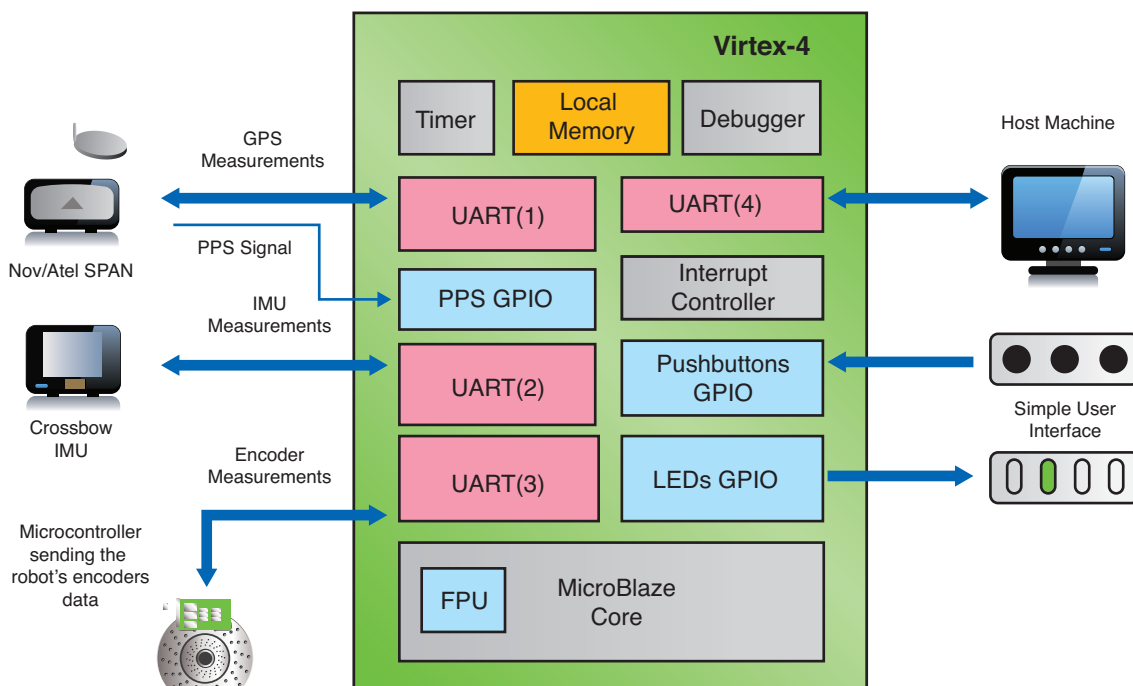 Virtex-4
Timer
Local
Memory
Debugger
GPS
Measurements
Host Machine
UART(1)
UART(4)
Nov/Atel SPAN
PPS Signal
PPS GPIO
Interrupt
Controller
IMU
Measurements
UART(2)
Pushbuttons
GPIO
Crossbow
IMU
Simple User
Interface
Encoder
Measurements
UART(3)
LEDs GPIO
Microcontroller
sending the
robot's encoders
data
FPU
MicroBlaze
Core